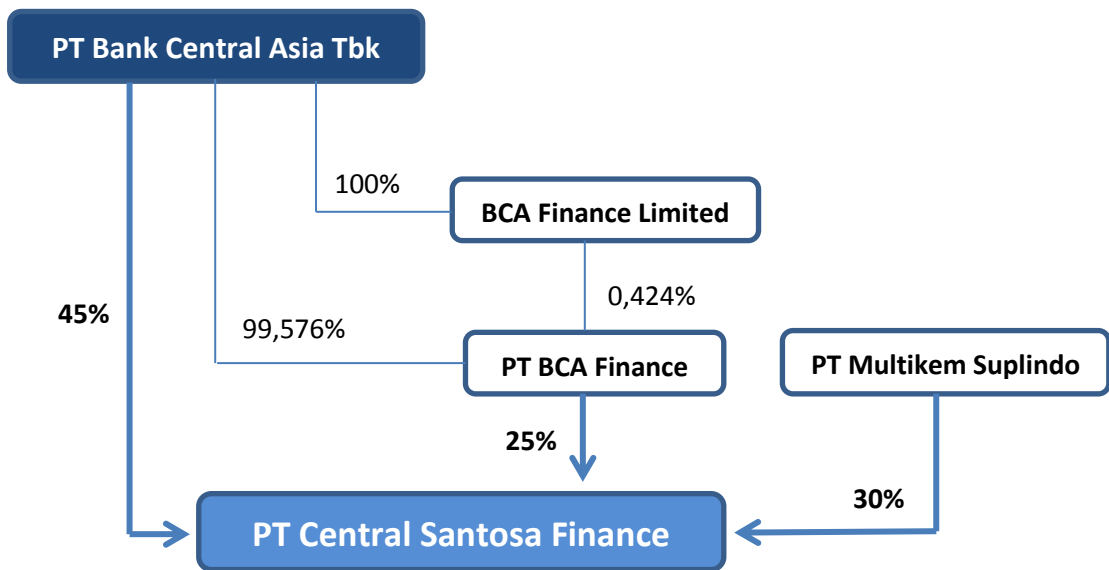 PT Bank Central Asia Tbk
100%
BCA Finance Limited
45%
0,424%
99,576%
PT BCA Finance
PT Multikem Suplindo
25%
30%
PT Central Santosa Finance